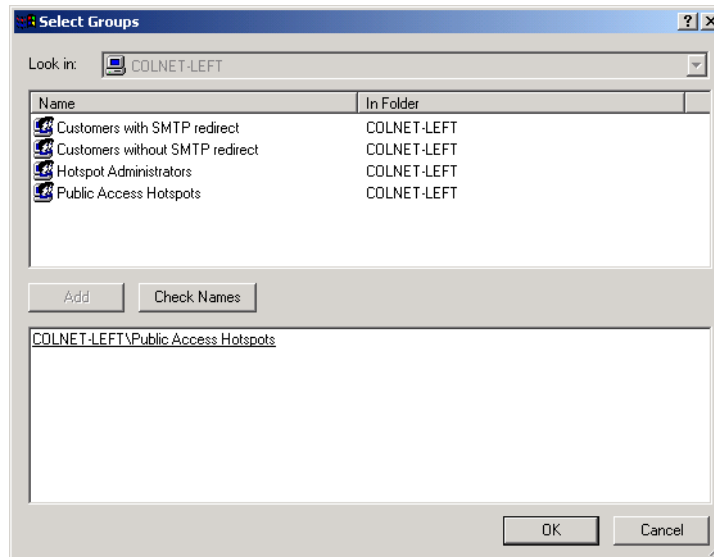 Select Groups
Look in: COLNET-LEFT
Name In Folder
Customers with SMTP redirect COLNET-LEFT
Customers without SMTP redirect COLNET-LEFT
Hotspot Administrators COLNET-LEFT
Public Access Hotspots COLNET-LEFT
Add Check Names
COLNET-LEFT\Public Access Hotspots
OK Cancel